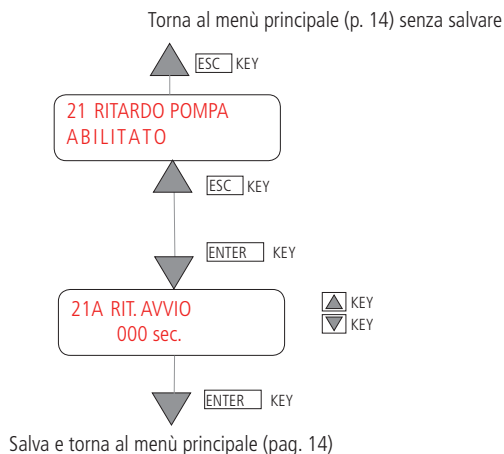 Torna al menù principale (p. 14) senza salvare
ESC KEY
21 RITARDO POMPA
ABILITATO
ESC KEY
ENTER KEY
21A RIT. AVVIO
000 sec.
KEY
KEY
ENTER KEY
Salva e torna al menù principale (pag. 14)